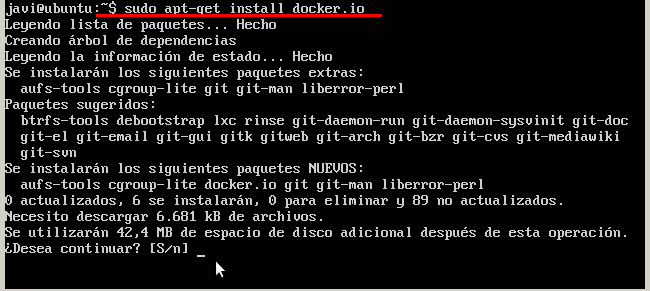 javi@ubuntu:~$ sudo apt-get install docker.io
Leyendo lista de paquetes... Hecho
Creando árbol de dependencias
Leyendo la información de estado... Hecho
Se instalarán los siguientes paquetes extras:
  aufs-tools cgroup-lite git git-man liberror-perl
Paquetes sugeridos:
  btrfs-tools debootstrap lxc rinse git-daemon-run git-daemon-sysvinit git-doc
  git-el git-email git-gui gitk gitweb git-arch git-bzr git-cvs git-mediawiki
  git-svn
Se instalarán los siguientes paquetes NUEVOS:
  aufs-tools cgroup-lite docker.io git git-man liberror-perl
0 actualizados, 6 se instalarán, 0 para eliminar y 89 no actualizados.
Necesito descargar 6.681 kB de archivos.
Se utilizarán 42,4 MB de espacio de disco adicional después de esta operación.
¿Desea continuar? [S/n] _